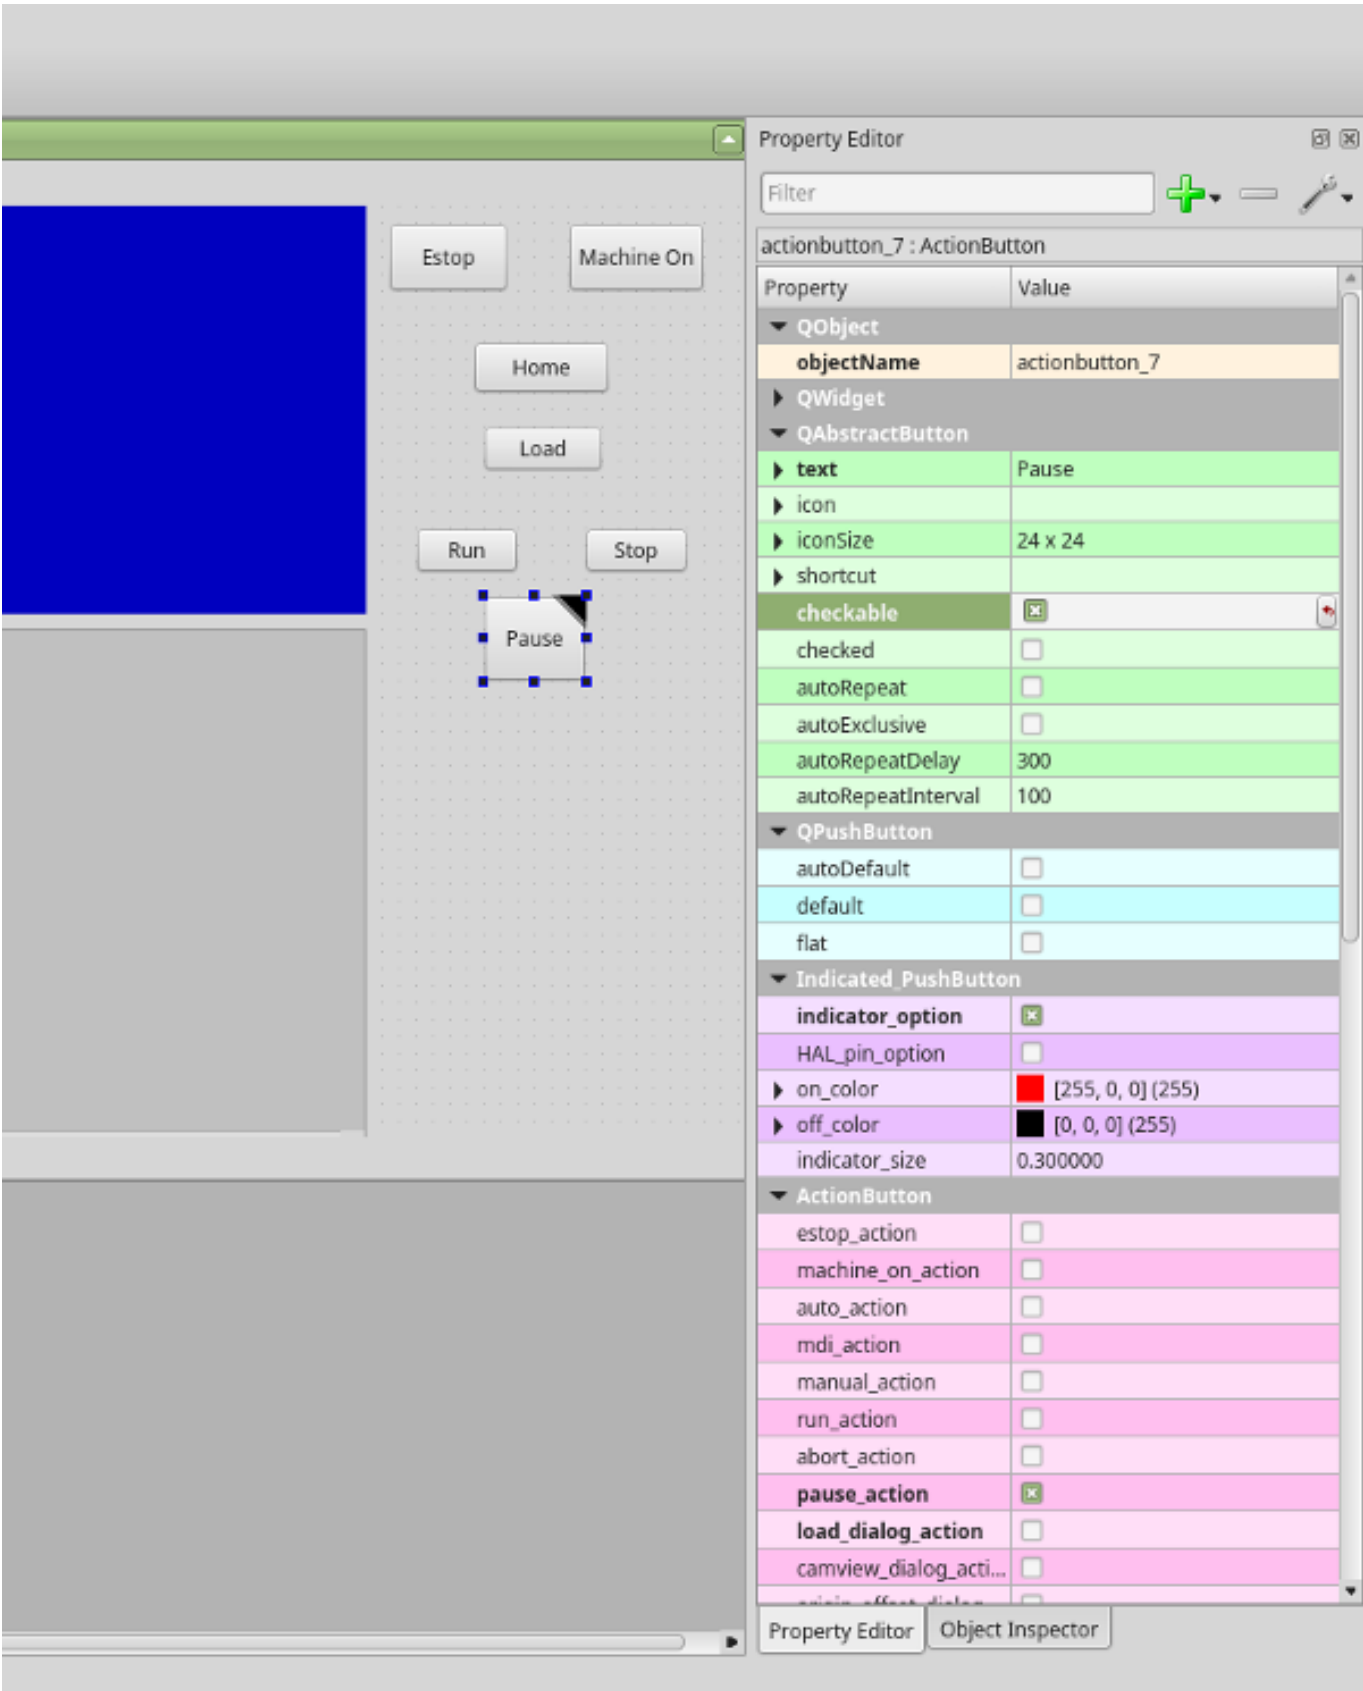 Property Editor
Filter
actionbutton_7 : ActionButton
Property Value
QObject
objectName actionbutton_7
QWidget
QAbstractButton
text Pause
icon
iconSize 24 x 24
shortcut
checkable
checked
autoRepeat
autoExclusive
autoRepeatDelay 300
autoRepeatInterval 100
QPushButton
autoDefault
default
flat
Indicated_PushButton
indicator_option
HAL_pin_option
on_color [255, 0, 0] (255)
off_color [0, 0, 0] (255)
indicator_size 0.300000
ActionButton
estop_action
machine_on_action
auto_action
mdi_action
manual_action
run_action
abort_action
pause_action
load_dialog_action
camview_dialog_acti...
Property Editor Object Inspector
Estop Machine On
Home
Load
Run Stop
Pause